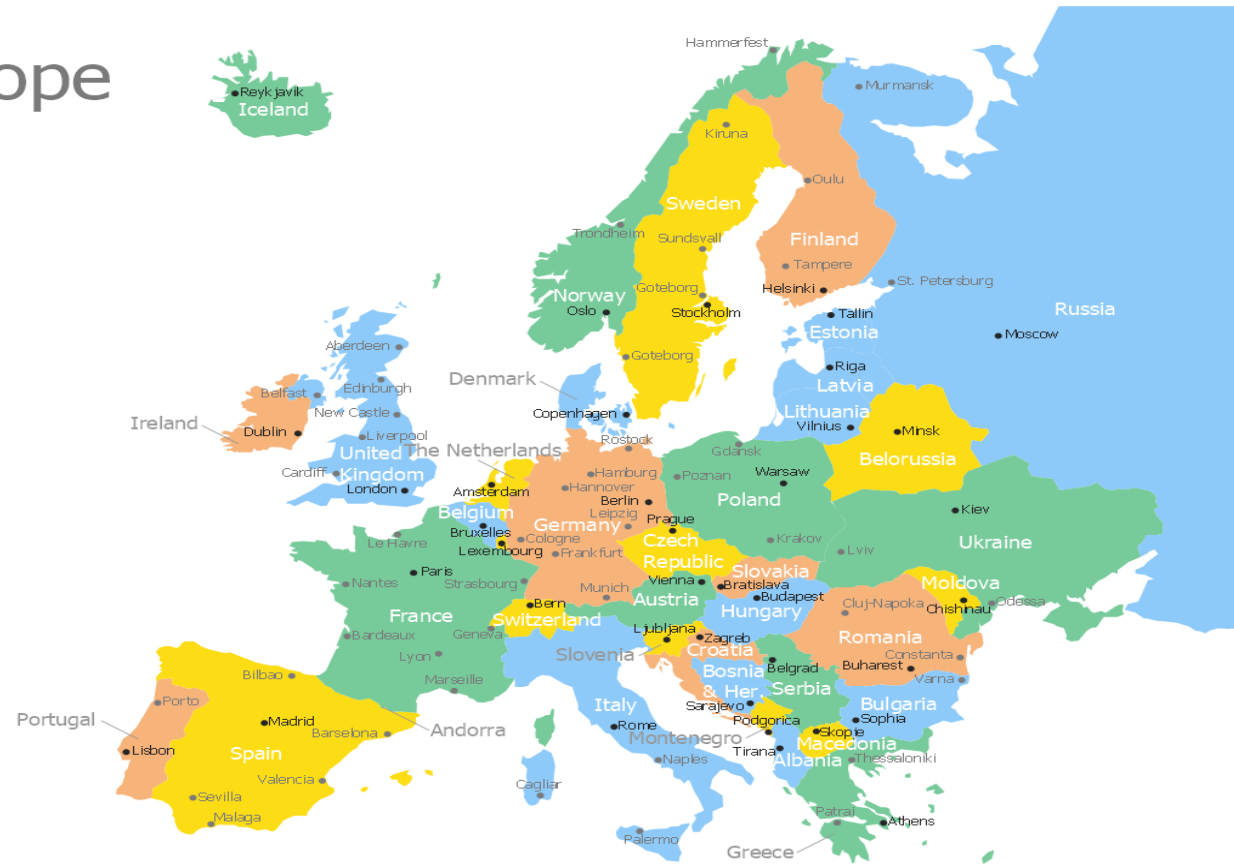 ope
Hammerfest
Murmansk
Reykjavik
Iceland
Kiruna
Oulu
Sweden
Trondheim
Sundsvall
Finland
Tampere
St. Petersburg
Norway
Goteborg
Helsinki
Oslo
Stockholm
Tallin
Russia
Estonia
Moscow
Aberdeen
Goteborg
Riga
Denmark
Latvia
Edinburgh
Belfast
New Castle
Copenhagen
Lithuania
Ireland
Vilnius
Minsk
Dublin
Liverpool
Rostock
United
Kingdom
The Netherlands
Gdansk
Belorussia
Cardiff
Hamburg
Poznan
Warsaw
London
Amsterdam
Hannover
Berlin
Poland
Belgium
Leipzig
Kiev
Germany
Prague
Bruxelles
Le Havre
Cologne
Czech
Republic
Krakov
Ukraine
Lexembourg
Frankfurt
Lviv
Paris
Slovakia
Nantes
Strasbourg
Vienna
Bratislava
Moldova
Munich
Austria
Budapest
Bern
Hungary
Cluj-Napoka
Chishinau
Odessa
France
Switzerland
Bardeaux
Geneva
Ljubljana
Zagreb
Romania
Lyon
Slovenia
Croatia
Constanta
Belgrad
Buharest
Bilbao
Marseille
Bosnia
& Her.
Serbia
Varna
Porto
Sarajevo
Italy
Bulgaria
Portugal
Madrid
Andorra
Rome
Podgorica
Sophia
Barselona
Montenegro
Skopje
Lisbon
Spain
Tirana
Macedonia
Naples
Albania
Thessaloniki
Valencia
Cagliar
Sevilla
Malaga
Patrai
Athens
Palermo
Greece